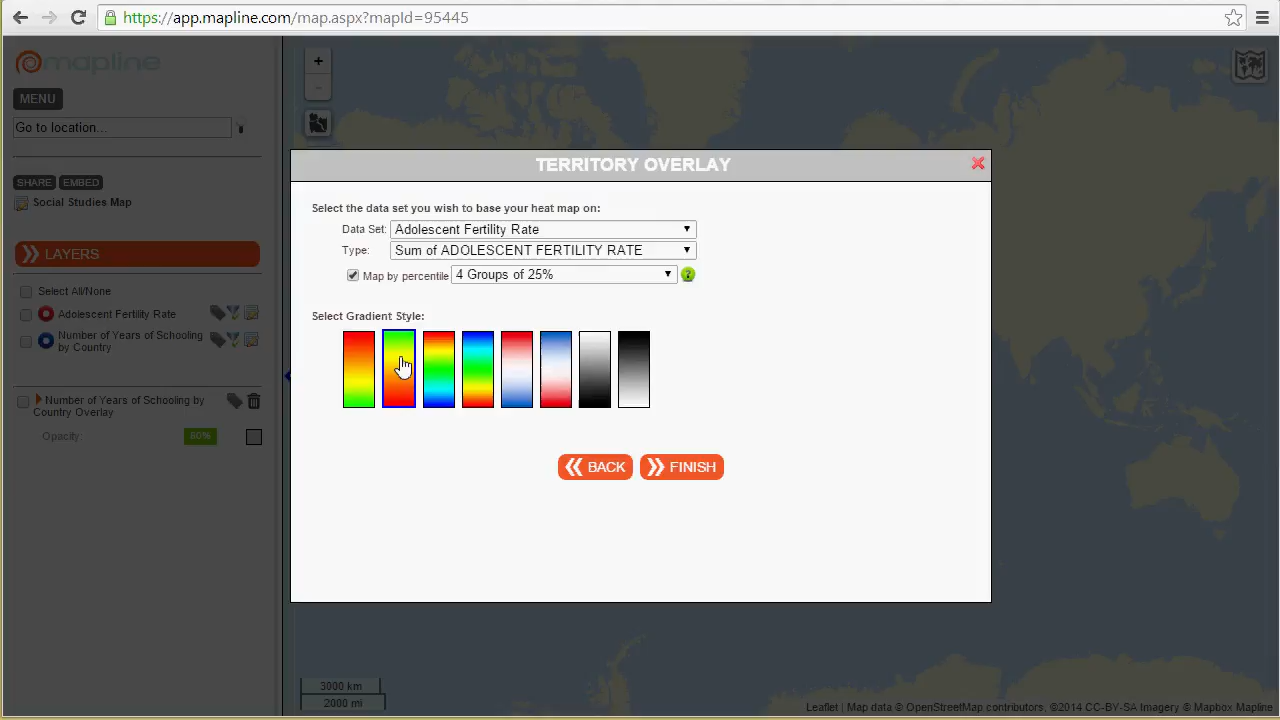 https://app.mapline.com/map.aspx?mapId=95445
mapline
MENU
Go to location...
SHARE EMBED
Social Studies Map
LAYERS
Select All/None
Adolescent Fertility Rate
Number of Years of Schooling
by Country
Number of Years of Schooling by
Country Overlay
Opacity: 80%
+
-
TERRITORY OVERLAY
Select the data set you wish to base your heat map on:
Data Set: Adolescent Fertility Rate
Type: Sum of ADOLESCENT FERTILITY RATE
Map by percentile 4 Groups of 25%
?
Select Gradient Style:
BACK FINISH
3000 km
2000 mi
Leaflet | Map data © OpenStreetMap contributors, ©2014 CC-BY-SA Imagery © Mapbox Mapline